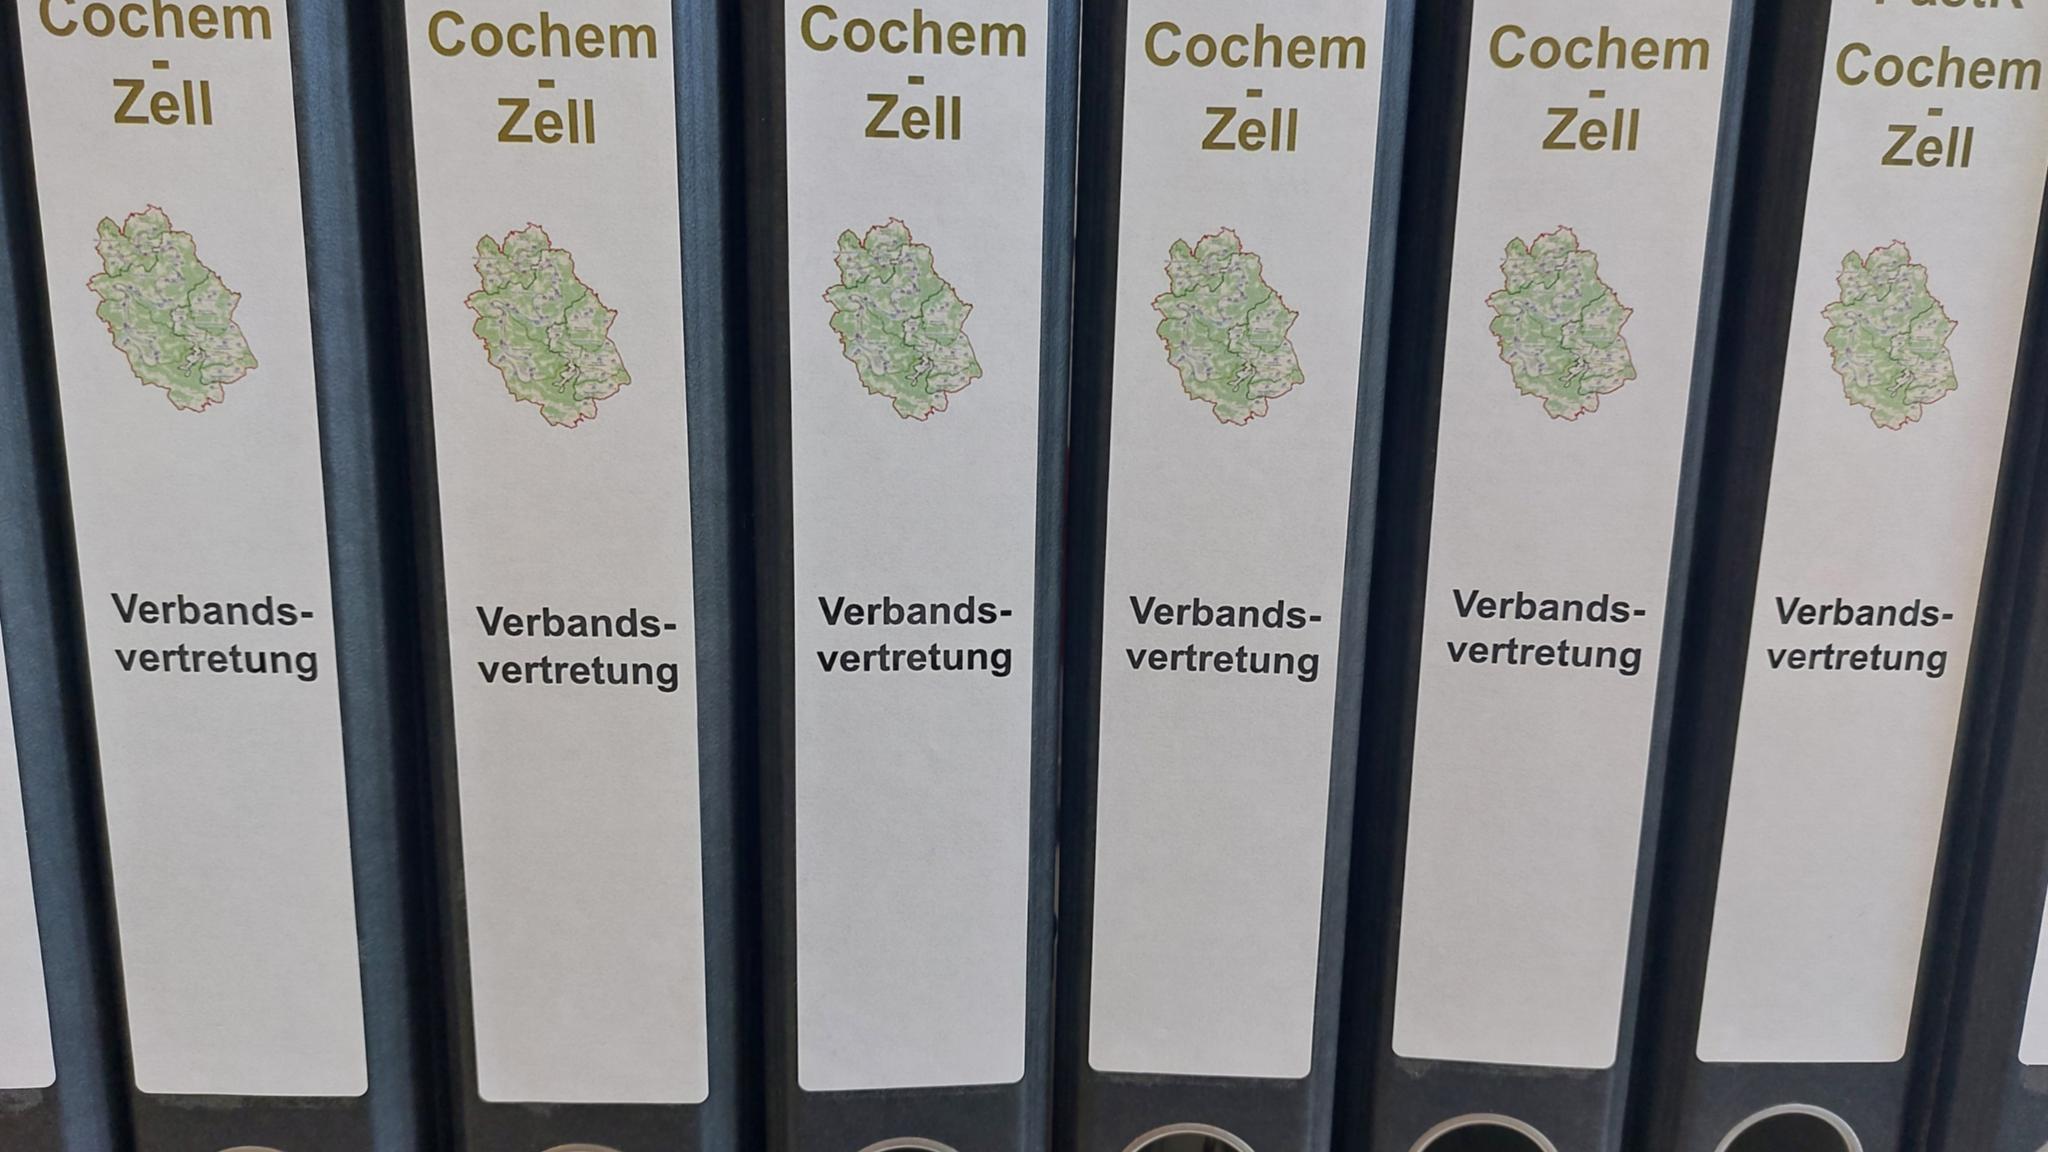 Cochem
-
Zell
Verbands-
vertretung
Cochem
-
Zell
Verbands-
vertretung
Cochem
-
Zell
Verbands-
vertretung
Cochem
-
Zell
Verbands-
vertretung
Cochem
-
Zell
Verbands-
vertretung
Cochem
-
Zell
Verbands-
vertretung